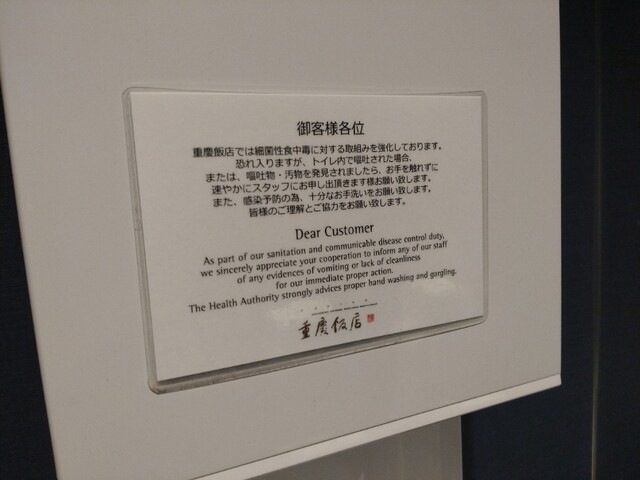 御客様各位
重慶飯店では細菌性食中毒に対する取組みを強化しております。
恐れ入りますが、トイレ内で嘔吐された場合、
または、嘔吐物・汚物を発見されましたら、お手を触れずに
速やかにスタッフにお申し出頂きます様お願い致します。
また、感染予防の為、十分なお手洗いをお願い致します。
皆様のご理解とご協力をお願い致します。
Dear Customer
As part of our sanitation and communicable disease control duty,
we sincerely appreciate your cooperation to inform any of our staff
of any evidences of vomiting or lack of cleanliness
for our immediate proper action.
The Health Authority strongly advices proper hand washing and gargling.
重慶飯店